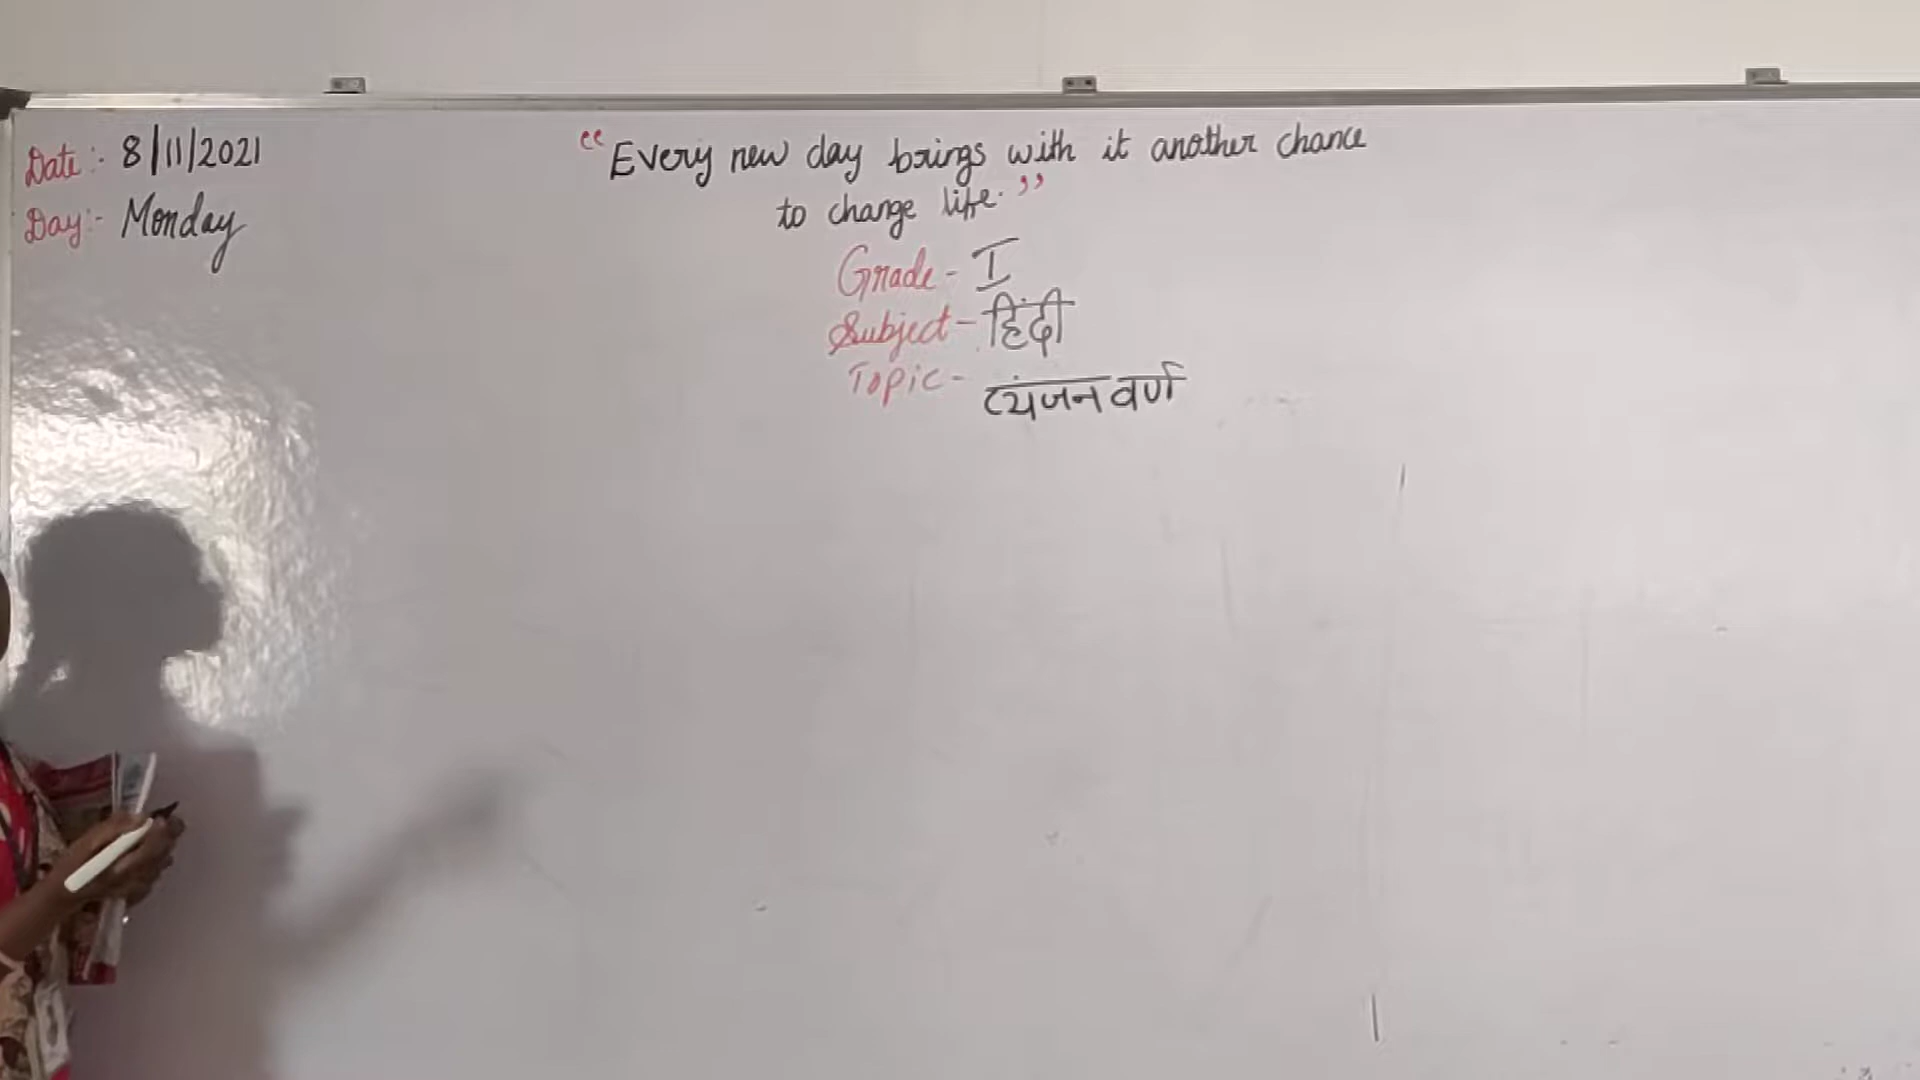 Date:- 8/11/2021
Day:- Monday
"Every new day brings with it another chance
to change life."
Grade - I
Subject - हिंदी
Topic - व्यंजन वर्ण